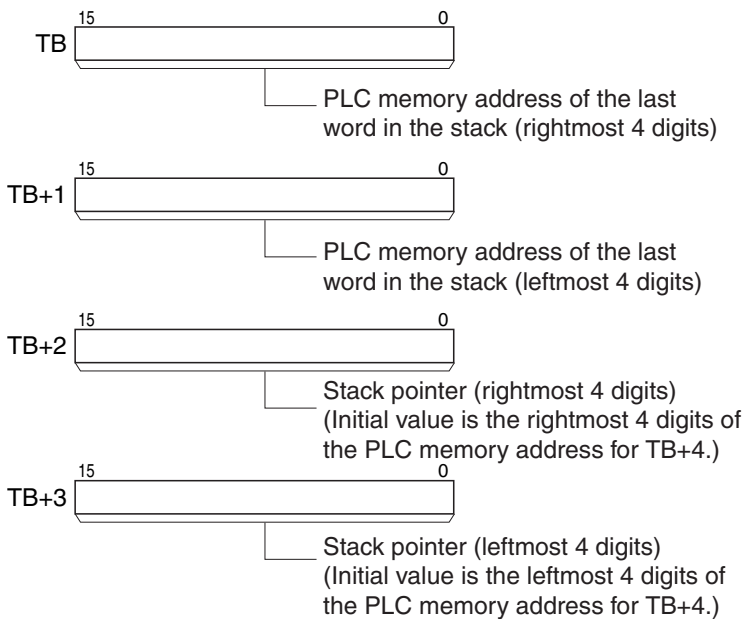 15 0
TB
PLC memory address of the last
word in the stack (rightmost 4 digits)
15 0
TB+1
PLC memory address of the last
word in the stack (leftmost 4 digits)
15 0
TB+2
Stack pointer (rightmost 4 digits)
(Initial value is the rightmost 4 digits of
the PLC memory address for TB+4.)
15 0
TB+3
Stack pointer (leftmost 4 digits)
(Initial value is the leftmost 4 digits of
the PLC memory address for TB+4.)